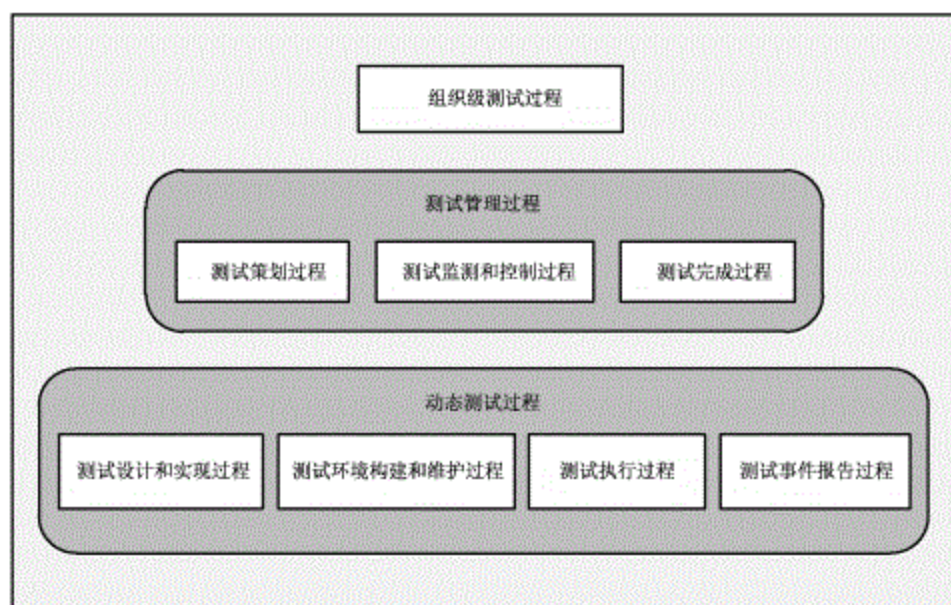 组织级测试过程
测试管理过程
测试策划过程
测试监测和控制过程
测试完成过程
动态测试过程
测试设计和实现过程
测试环境构建和维护过程
测试执行过程
测试事件报告过程